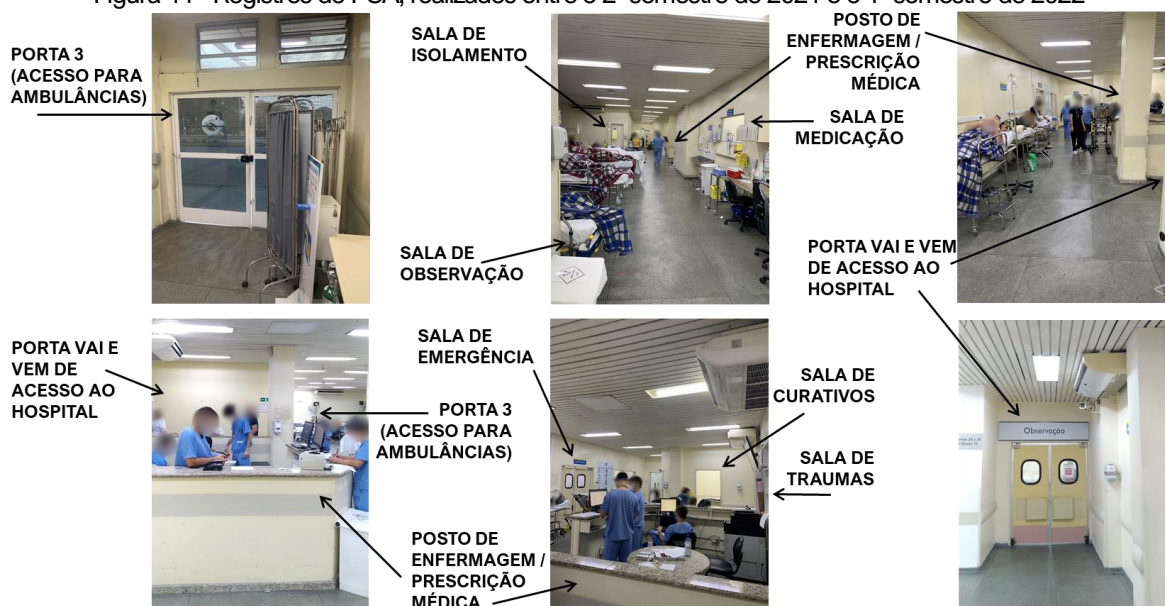 Figura 44 - Registros do PSA, realizados entre o 2º semestre de 2021 e o 1º semestre de 2022
PORTA 3
(ACESSO PARA
AMBULÂNCIAS)
SALA DE
ISOLAMENTO
SALA DE
OBSERVAÇÃO
POSTO DE
ENFERMAGEM /
PRESCRIÇÃO
MÉDICA
SALA DE
MEDICAÇÃO
PORTA VAI E VEM
DE ACESSO AO
HOSPITAL
PORTA VAI E
VEM DE
ACESSO AO
HOSPITAL
PORTA 3
(ACESSO PARA
AMBULÂNCIAS)
SALA DE
EMERGÊNCIA
POSTO DE
ENFERMAGEM /
PRESCRIÇÃO
MÉDICA
SALA DE
CURATIVOS
SALA DE
TRAUMAS
Observação